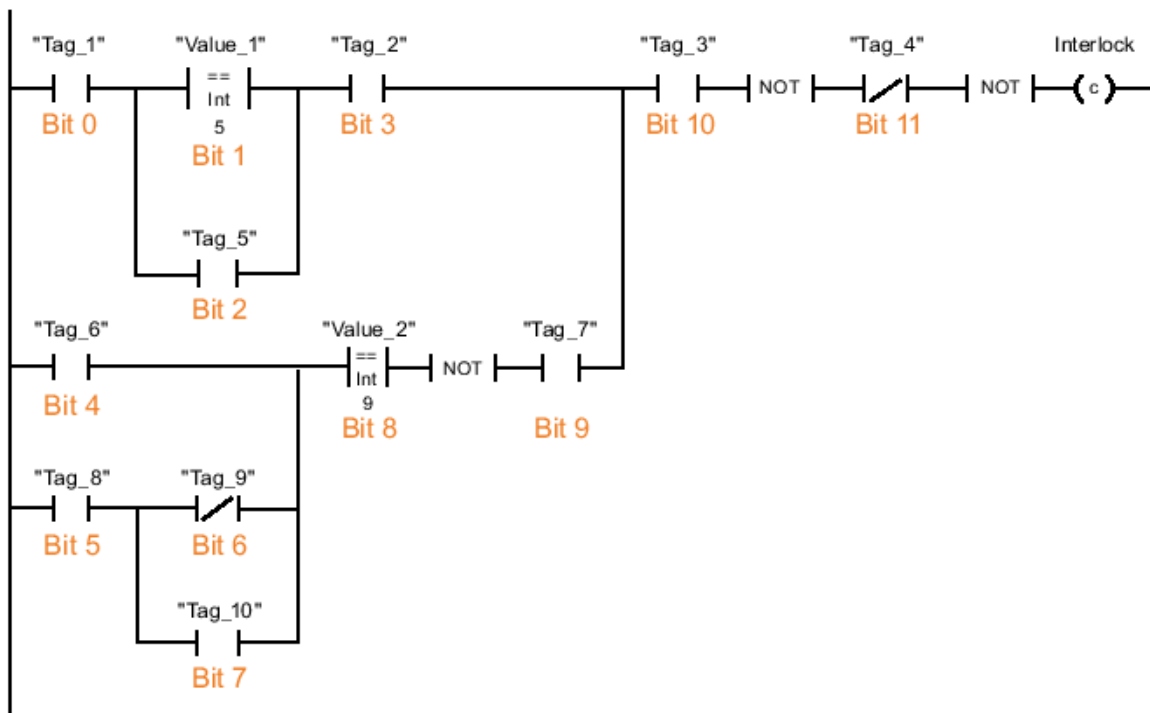 "Tag_1" "Value_1" "Tag_2" "Tag_3" "Tag_4" Interlock
== NOT NOT c
Int
5
Bit 0 Bit 3 Bit 10 Bit 11
Bit 1
"Tag_5"
Bit 2
"Tag_6" "Value_2" "Tag_7"
==
NOT
Int
9
Bit 4 Bit 8 Bit 9
"Tag_8" "Tag_9"
Bit 5 Bit 6
"Tag_10"
Bit 7